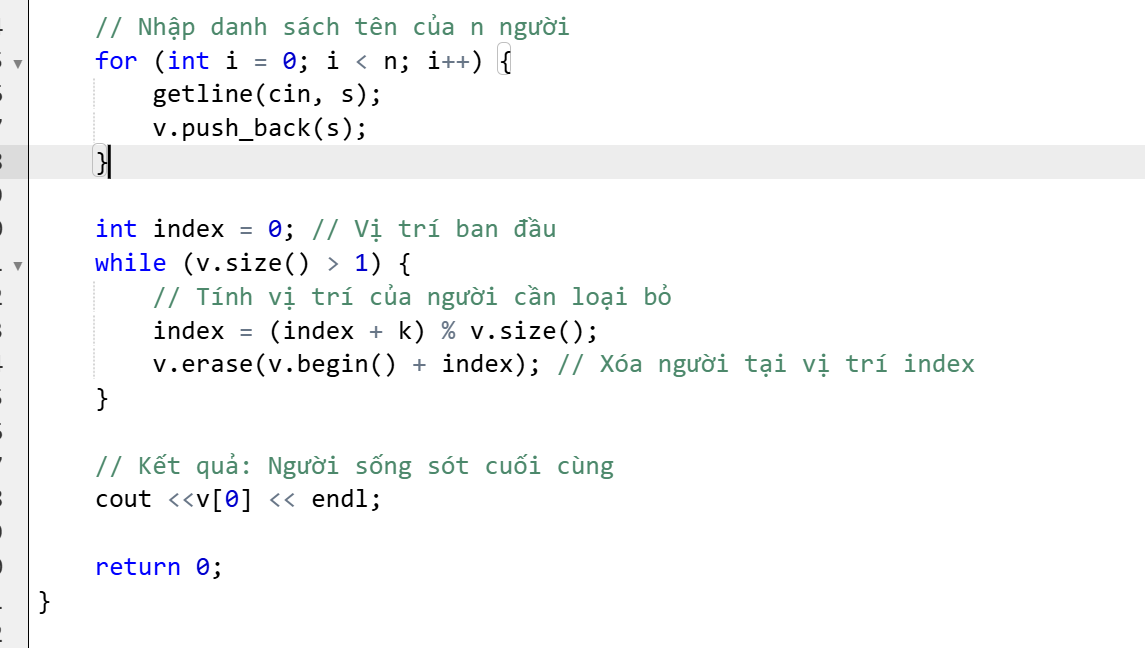 // Nhập danh sách tên của n người
for (int i = 0; i < n; i++) {
getline(cin, s);
v.push_back(s);
}
int index = 0; // Vị trí ban đầu
while (v.size() > 1) {
// Tính vị trí của người cần loại bỏ
index = (index + k) % v.size();
v.erase(v.begin() + index); // Xóa người tại vị trí index
}
// Kết quả: Người sống sót cuối cùng
cout <<v[0] << endl;
return 0;
}